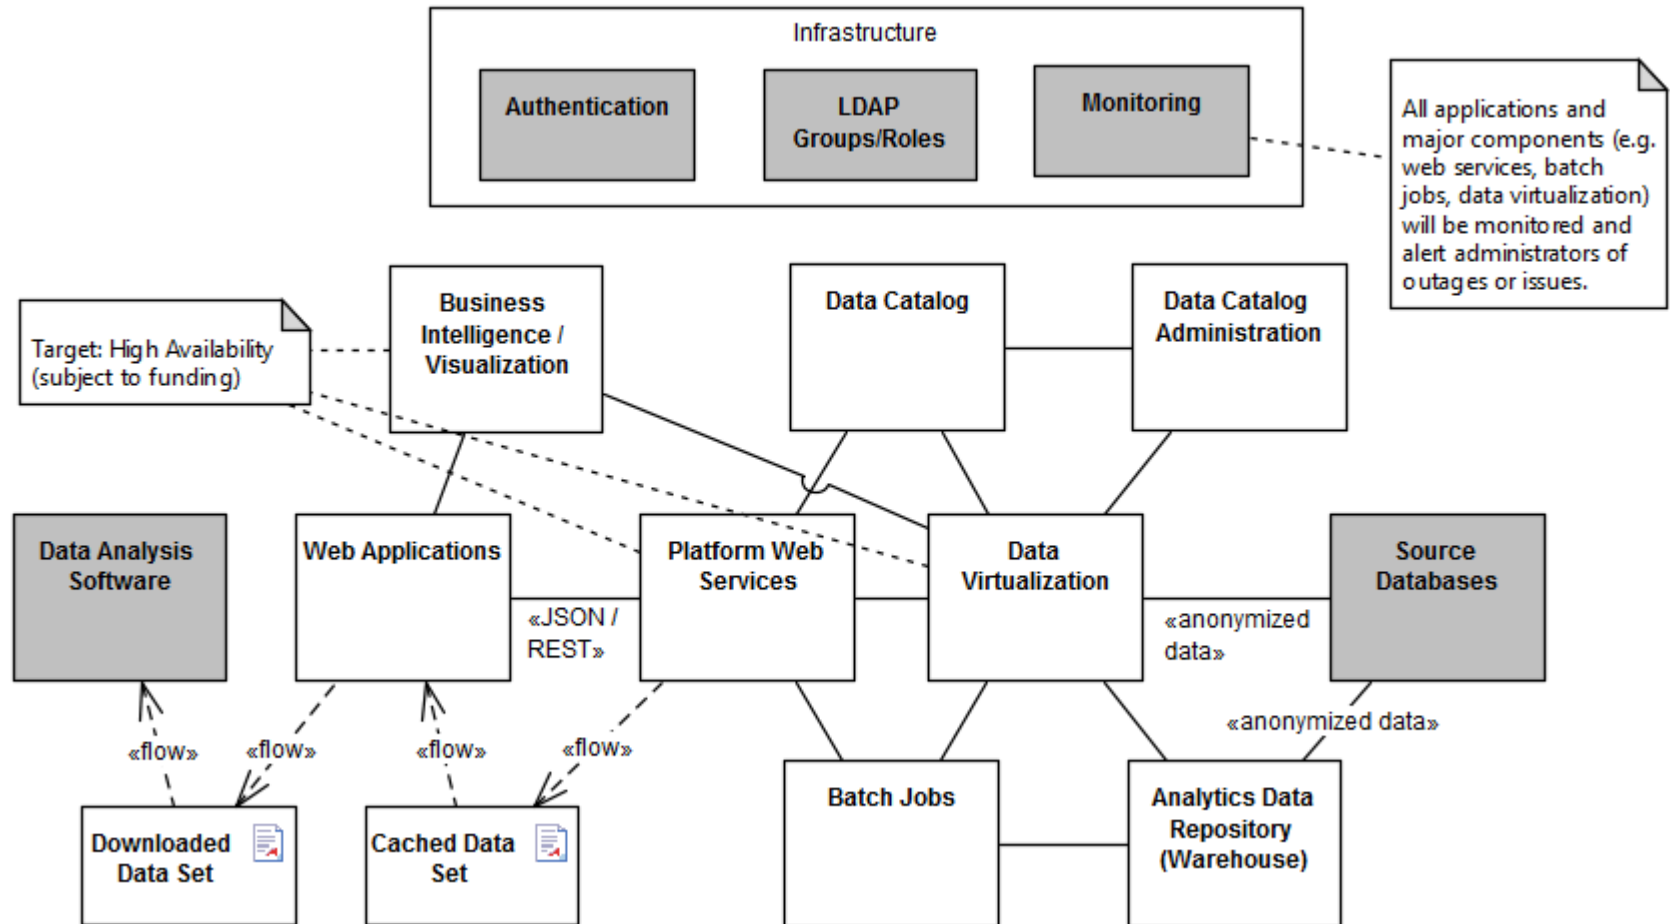 Infrastructure
Authentication
LDAP
Groups/Roles
Monitoring
All applications and
major components (e.g.
web services, batch
jobs, data virtualization)
will be monitored and
alert administrators of
outages or issues.
Target: High Availability
(subject to funding)
Business
Intelligence /
Visualization
Data Catalog
Data Catalog
Administration
Data Analysis
Software
Web Applications
«JSON /
REST»
Platform Web
Services
Data
Virtualization
«anonymized
data»
Source
Databases
«flow»
«flow»
«flow»
«flow»
«anonymized data»
Downloaded
Data Set
Cached Data
Set
Batch Jobs
Analytics Data
Repository
(Warehouse)